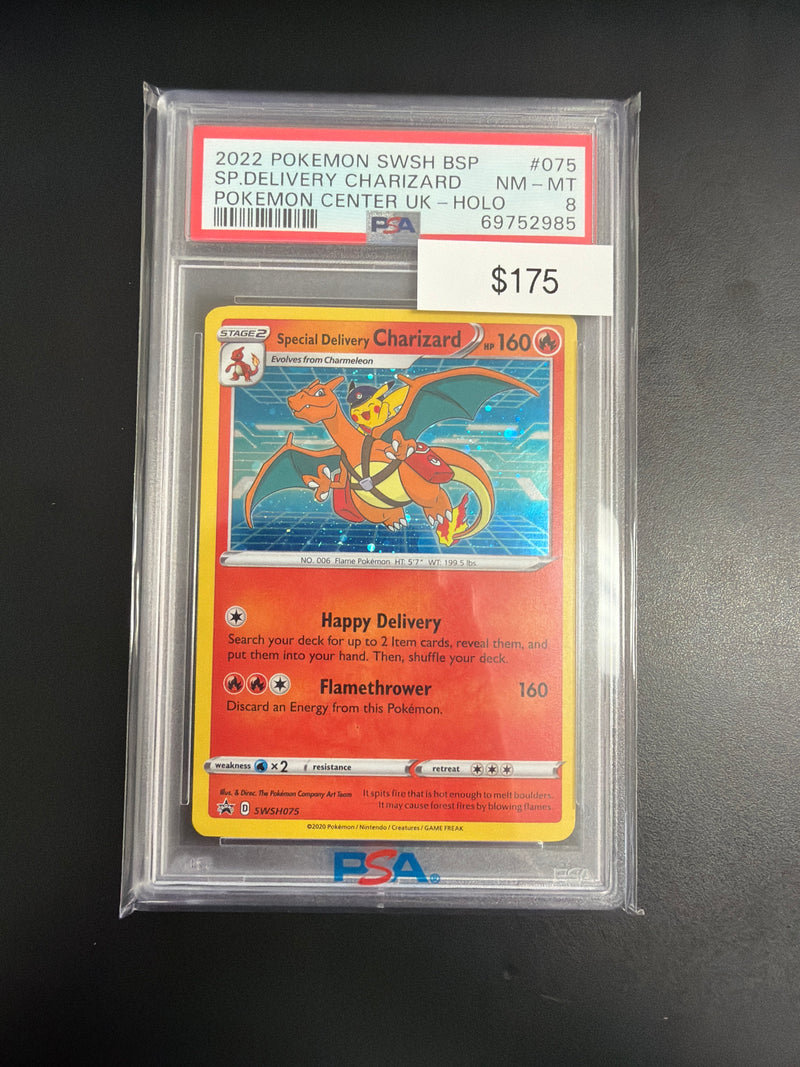 2022 POKEMON SWSH BSP #075
SP.DELIVERY CHARIZARD NM - MT
POKEMON CENTER UK - HOLO 8
PSA 69752985
$175
STAGE 2 Special Delivery Charizard HP 160
Evolves from Charmeleon
NO. 006 Flame Pokémon HT: 5'7" WT: 199.5 lbs.
Happy Delivery
Search your deck for up to 2 Item cards, reveal them, and
put them into your hand. Then, shuffle your deck.
Flamethrower 160
Discard an Energy from this Pokémon.
weakness ×2 resistance retreat
Illus. & Direc. The Pokémon Company Art Team
It spits fire that is hot enough to melt boulders.
It may cause forest fires by blowing flames.
D SWSH075
©2020 Pokémon / Nintendo / Creatures / GAME FREAK
PSA®
PSA